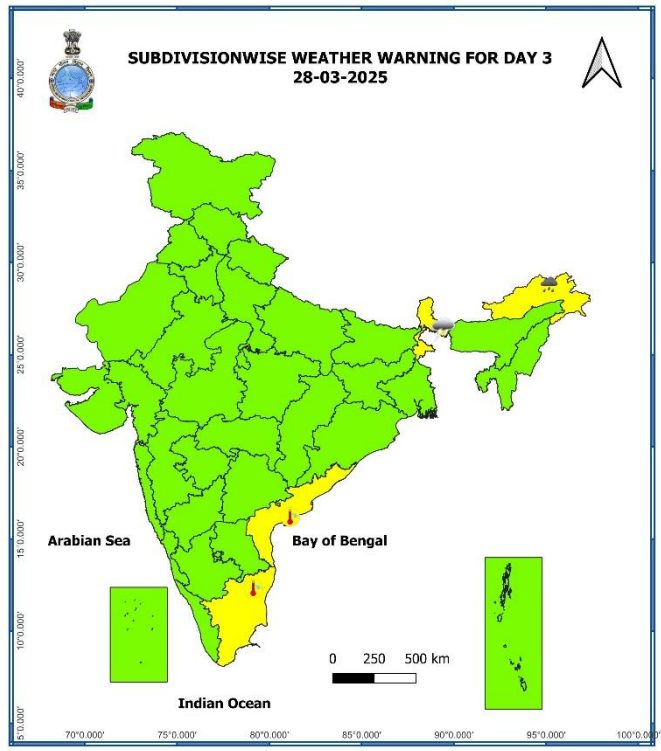 SUBDIVISIONWISE WEATHER WARNING FOR DAY 3
28-03-2025
40°0.000'
35°0.000'
30°0.000'
25°0.000'
20°0.000'
15°0.000'
10°0.000'
5°0.000'
Arabian Sea
Bay of Bengal
0 250 500 km
Indian Ocean
70°0.000' 75°0.000' 80°0.000' 85°0.000' 90°0.000' 95°0.000' 100°0.000'